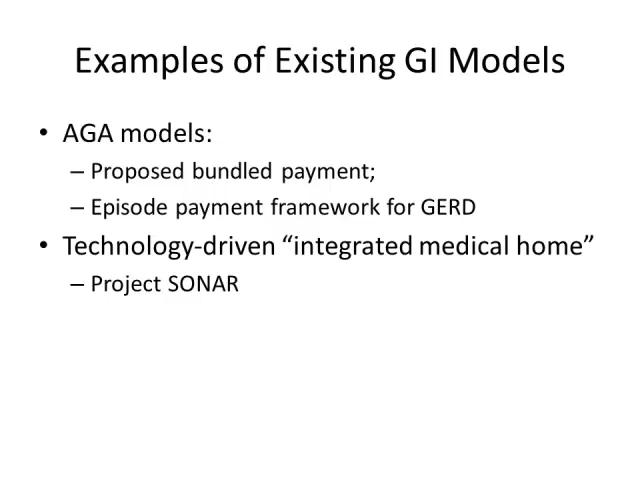 Examples of Existing GI Models
• AGA models:
– Proposed bundled payment;
– Episode payment framework for GERD
• Technology-driven “integrated medical home”
– Project SONAR